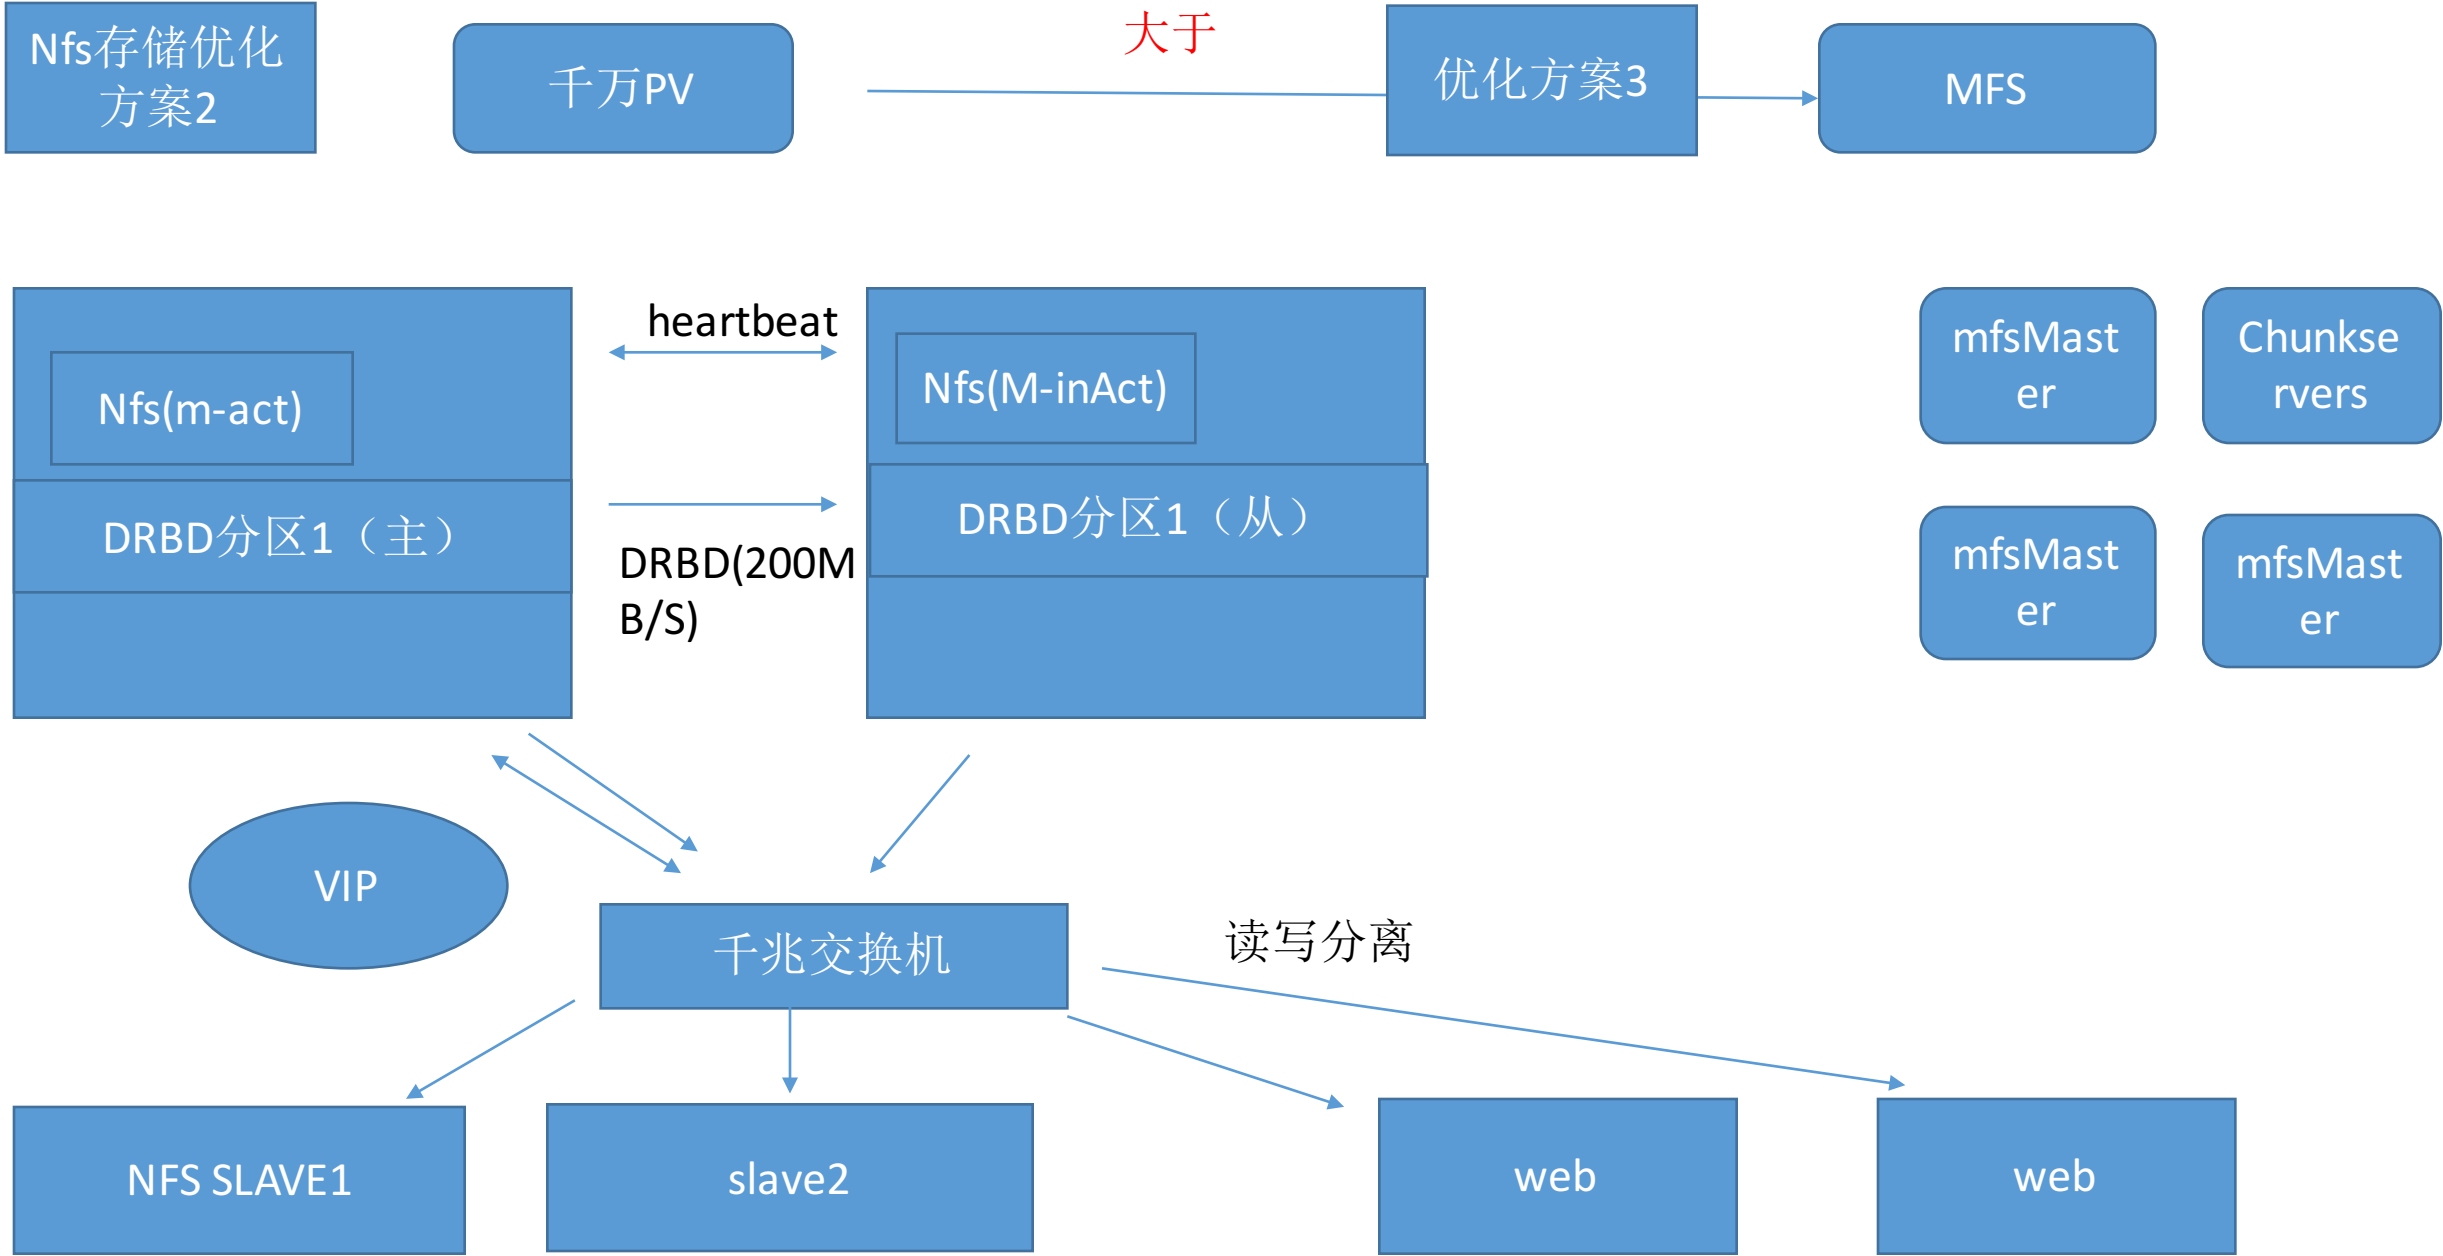 Nfs存储优化
方案2
千万PV
大于
优化方案3
MFS
heartbeat
Nfs(m-act)
Nfs(M-inAct)
mfsMast
er
Chunkse
rvers
DRBD分区1（主）
DRBD(200M
B/S)
DRBD分区1（从）
mfsMast
er
mfsMast
er
VIP
千兆交换机
读写分离
NFS SLAVE1
slave2
web
web